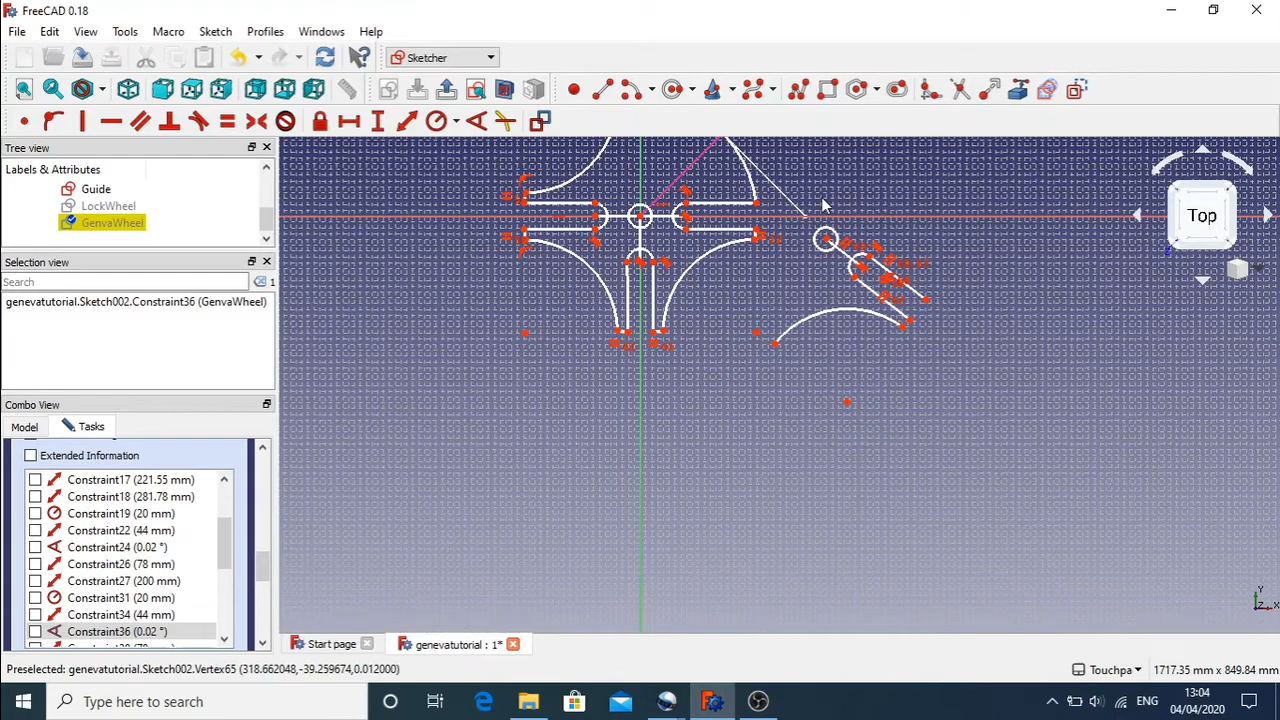 FreeCAD 0.18
File Edit View Tools Macro Sketch Profiles Windows Help
Sketcher
Tree view
Labels & Attributes
Guide
LockWheel
GenvaWheel
Selection view
Search
1
genevatutorial.Sketch002.Constraint36 (GenvaWheel)
Combo View
Model Tasks
Extended Information
Constraint17 (221.55 mm)
Constraint18 (281.78 mm)
Constraint19 (20 mm)
Constraint22 (44 mm)
Constraint24 (0.02 °)
Constraint26 (78 mm)
Constraint27 (200 mm)
Constraint31 (20 mm)
Constraint34 (44 mm)
Constraint36 (0.02 °)
Top
Y
Z X
Start page genevatutorial : 1*
Preselected: genevatutorial.Sketch002.Vertex65 (318.662048,-39.259674,0.012000)
Touchpa 1717.35 mm x 849.84 mm
Type here to search
ENG
13:04
04/04/2020